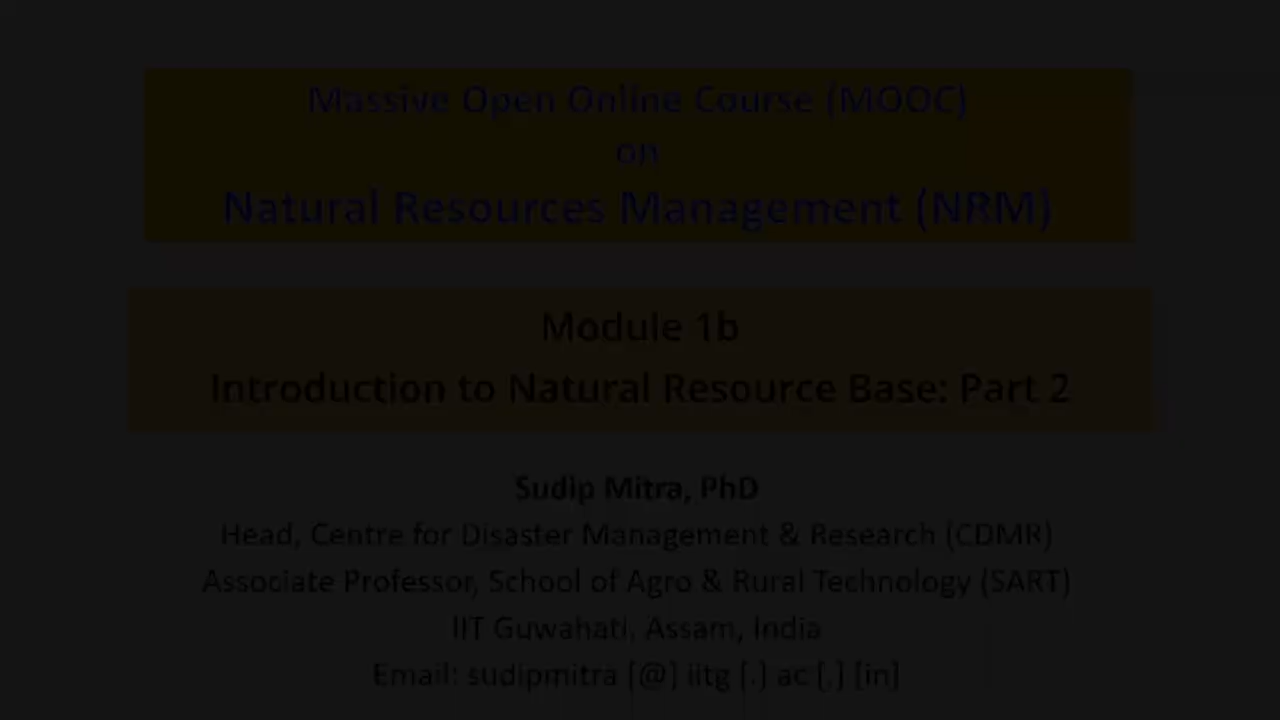 Massive Open Online Course (MOOC)
on
Natural Resources Management (NRM)
Module 1b
Introduction to Natural Resource Base: Part 2
Sudip Mitra, PhD
Head, Centre for Disaster Management & Research (CDMR)
Associate Professor, School of Agro & Rural Technology (SART)
IIT Guwahati, Assam, India
Email: sudipmitra [@] iitg [.] ac [.] [in]